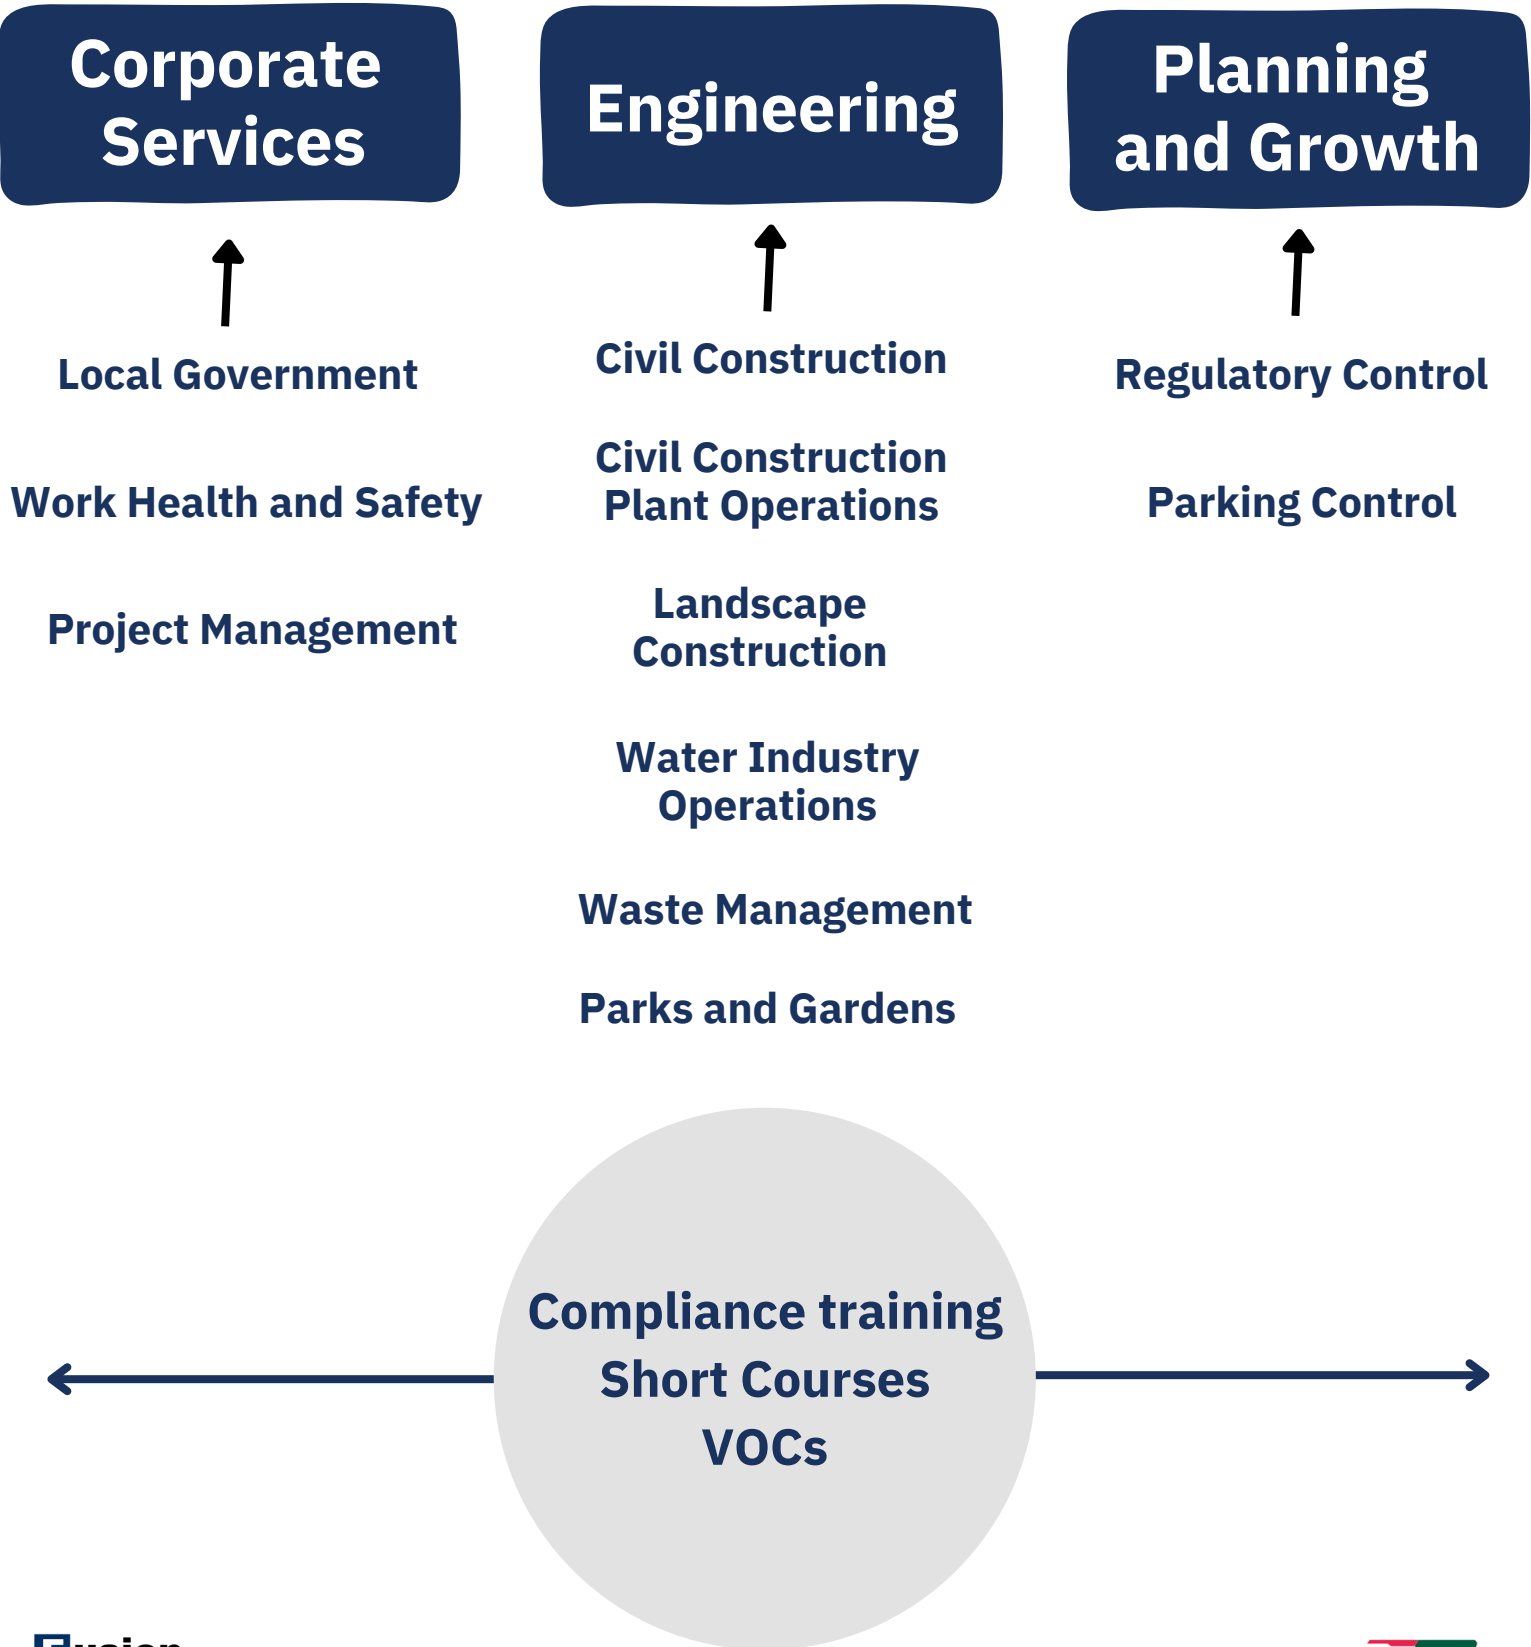 Corporate
Services
Engineering
Planning
and Growth
Local Government
Work Health and Safety
Project Management
Civil Construction
Civil Construction
Plant Operations
Landscape
Construction
Water Industry
Operations
Waste Management
Parks and Gardens
Regulatory Control
Parking Control
Compliance training
Short Courses
VOCs